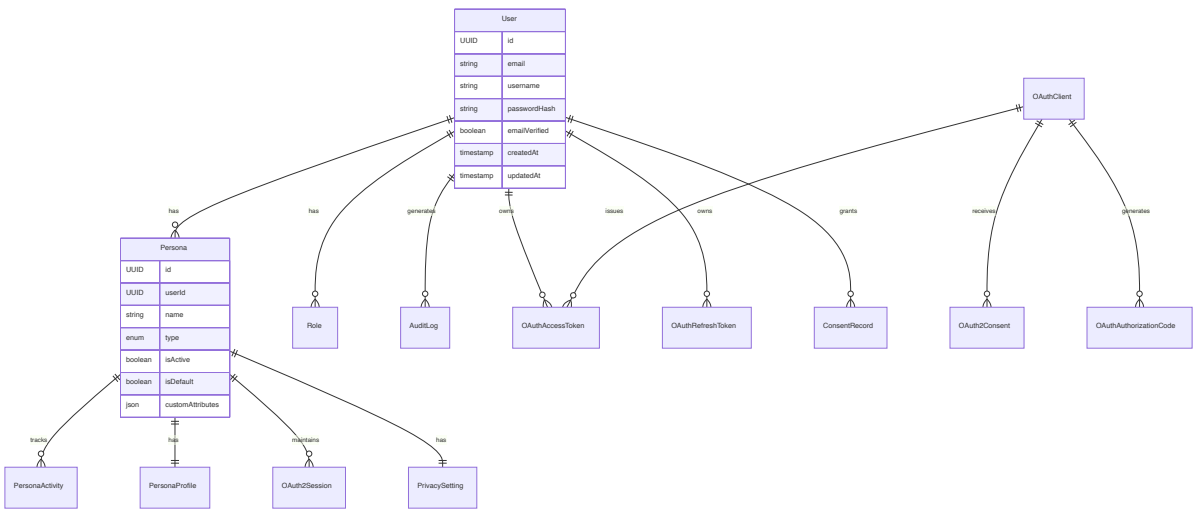 User
UUID id
string email
string username
string passwordHash
boolean emailVerified
timestamp createdAt
timestamp updatedAt
OAuthClient
has
has
generates
owns
issues
owns
grants
receives
generates
Persona
UUID id
UUID userId
string name
enum type
boolean isActive
boolean isDefault
json customAttributes
Role
AuditLog
OAuthAccessToken
OAuthRefreshToken
ConsentRecord
OAuth2Consent
OAuthAuthorizationCode
tracks
has
maintains
has
PersonaActivity
PersonaProfile
OAuth2Session
PrivacySetting